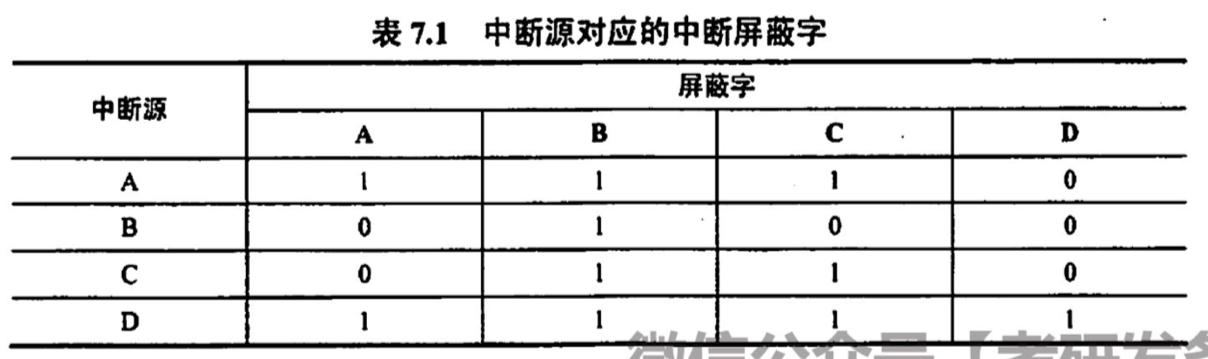 表 7.1 中断源对应的中断屏蔽字
中断源 屏蔽字
A B C D
A 1 1 1 0
B 0 1 0 0
C 0 1 1 0
D 1 1 1 1
微信公众号【考研发条